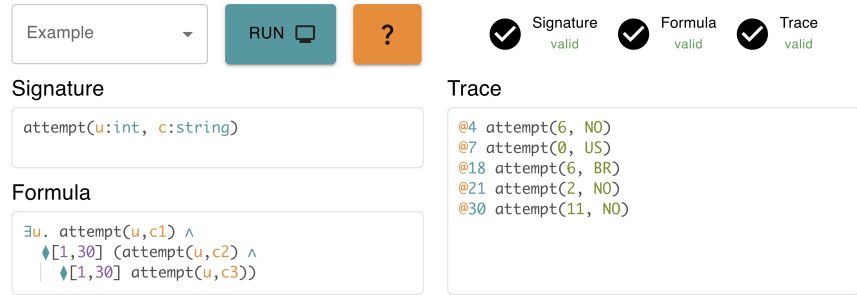 Example
RUN
?
Signature
valid
Formula
valid
Trace
valid
Signature
attempt(u:int, c:string)
Formula
∃u. attempt(u,c1) ∧
⧫[1,30] (attempt(u,c2) ∧
⧫[1,30] attempt(u,c3))
Trace
@4 attempt(6, NO)
@7 attempt(0, US)
@18 attempt(6, BR)
@21 attempt(2, NO)
@30 attempt(11, NO)